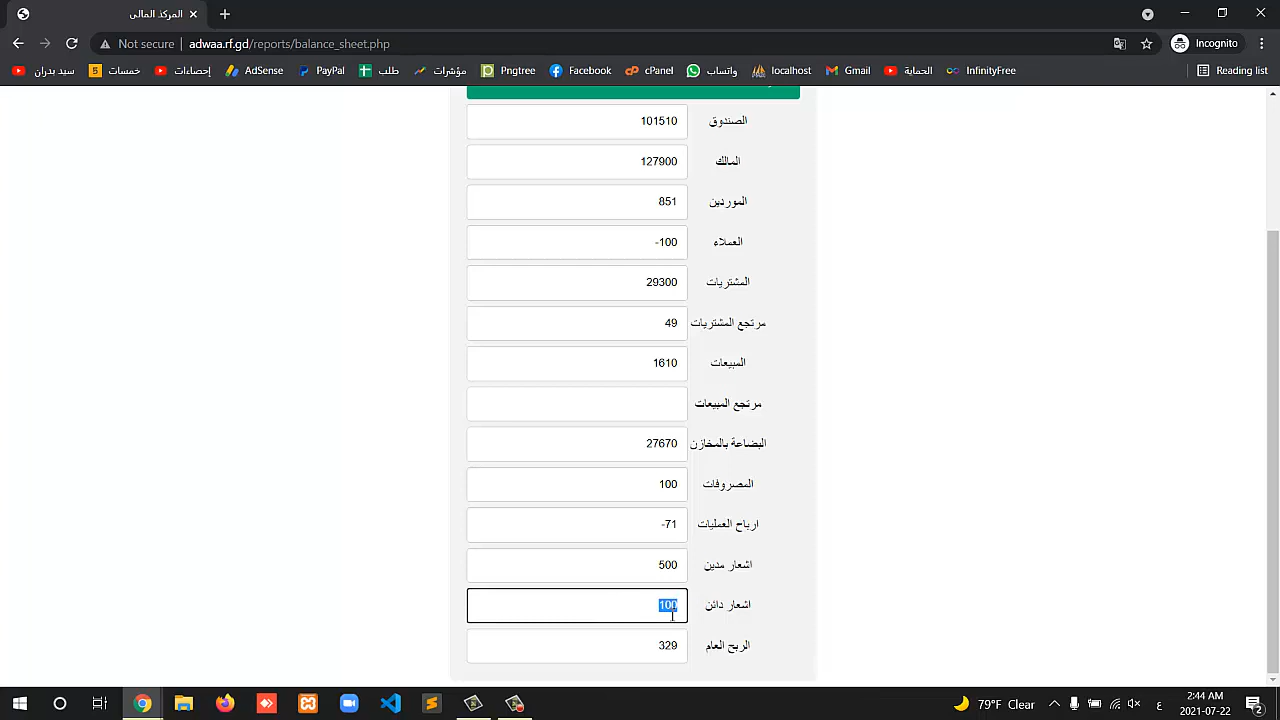 المركز المالى
Not secure
adwaa.rf.gd/reports/balance_sheet.php
Incognito
سيد بدران
خمسات
إحصاءات
AdSense
PayPal
طلب
مؤشرات
Pngtree
Facebook
cPanel
واتساب
localhost
Gmail
الحماية
InfinityFree
Reading list
الصندوق 101510
المالك 127900
الموردين 851
العملاء -100
المشتريات 29300
مرتجع المشتريات 49
المبيعات 1610
مرتجع المبيعات
البضاعة بالمخازن 27670
المصروفات 100
ارباح العمليات -71
اشعار مدين 500
اشعار دائن 100
الربح العام 329
79°F Clear
ع
2:44 AM
2021-07-22
2